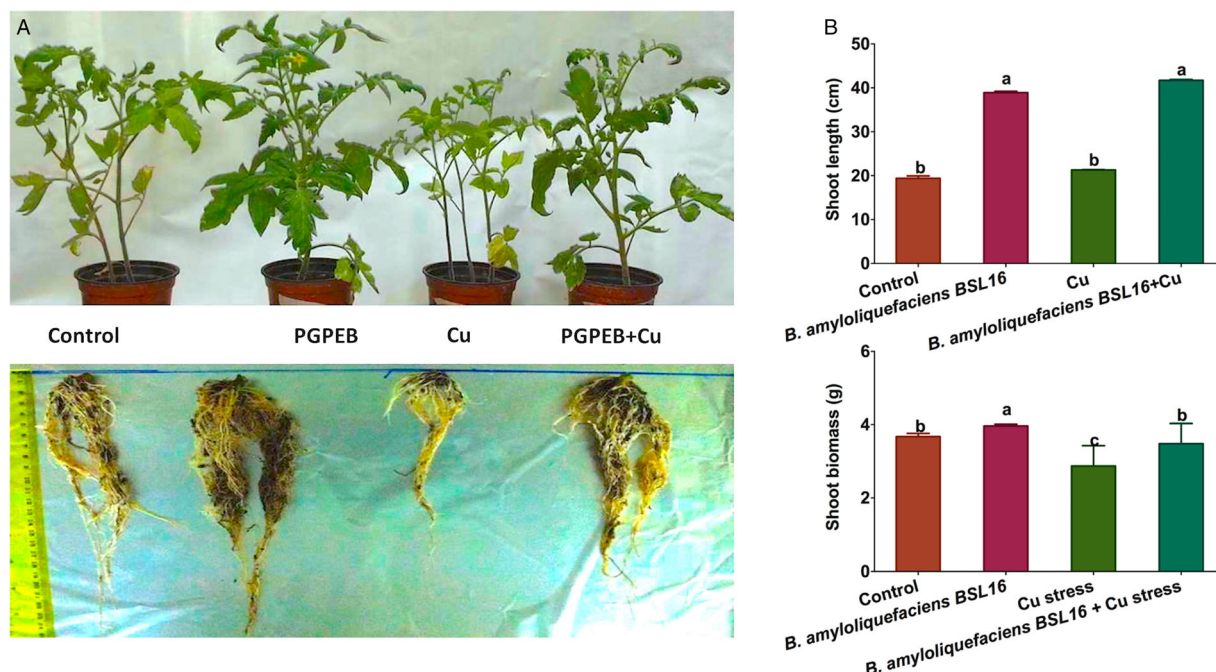 A
Control
PGPEB
Cu
PGPEB+Cu
B
Shoot length (cm)
50
40
30
20
10
0
b
a
b
a
Control
B. amyloliquefaciens BSL16
Cu
B. amyloliquefaciens BSL16+Cu
Shoot biomass (g)
6
4
2
0
b
a
c
b
Control
B. amyloliquefaciens BSL16
Cu stress
B. amyloliquefaciens BSL16 + Cu stress